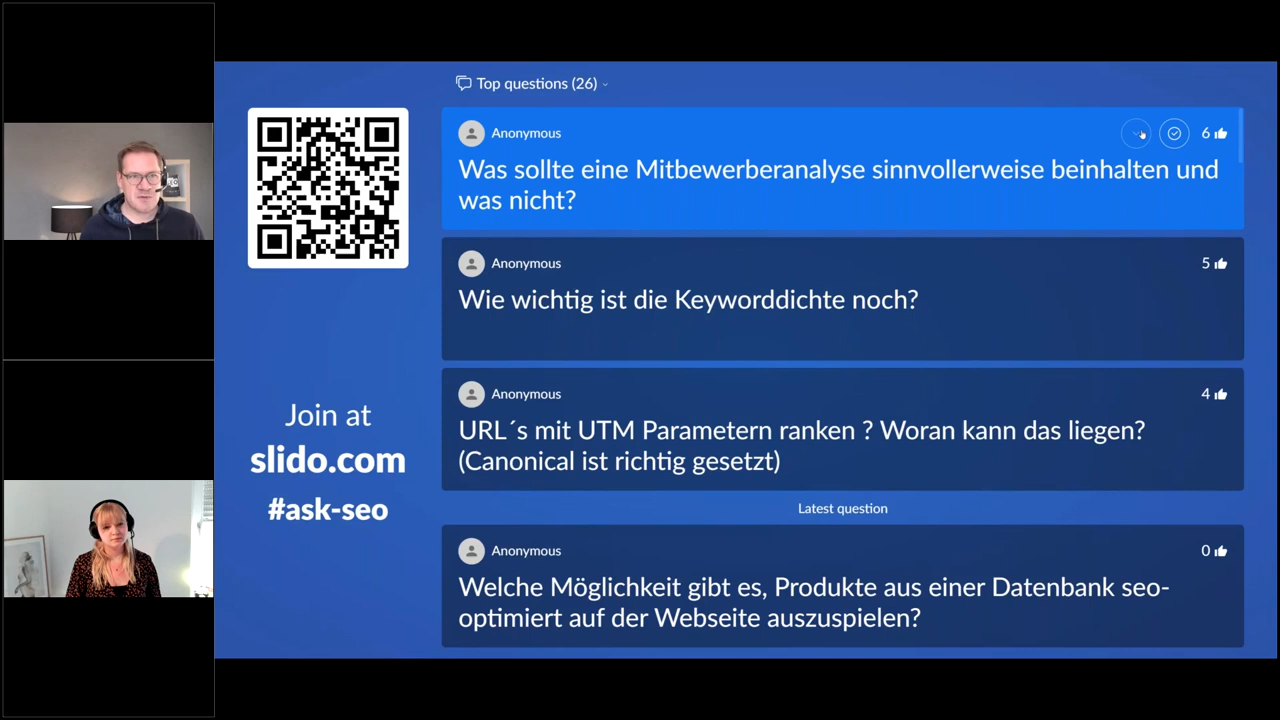 Top questions (26)
Anonymous
6
Was sollte eine Mitbewerberanalyse sinnvollerweise beinhalten und
was nicht?
Anonymous
5
Wie wichtig ist die Keyworddichte noch?
Anonymous
4
URL´s mit UTM Parametern ranken ? Woran kann das liegen?
(Canonical ist richtig gesetzt)
Latest question
Anonymous
0
Welche Möglichkeit gibt es, Produkte aus einer Datenbank seo-
optimiert auf der Webseite auszuspielen?
Join at
slido.com
#ask-seo